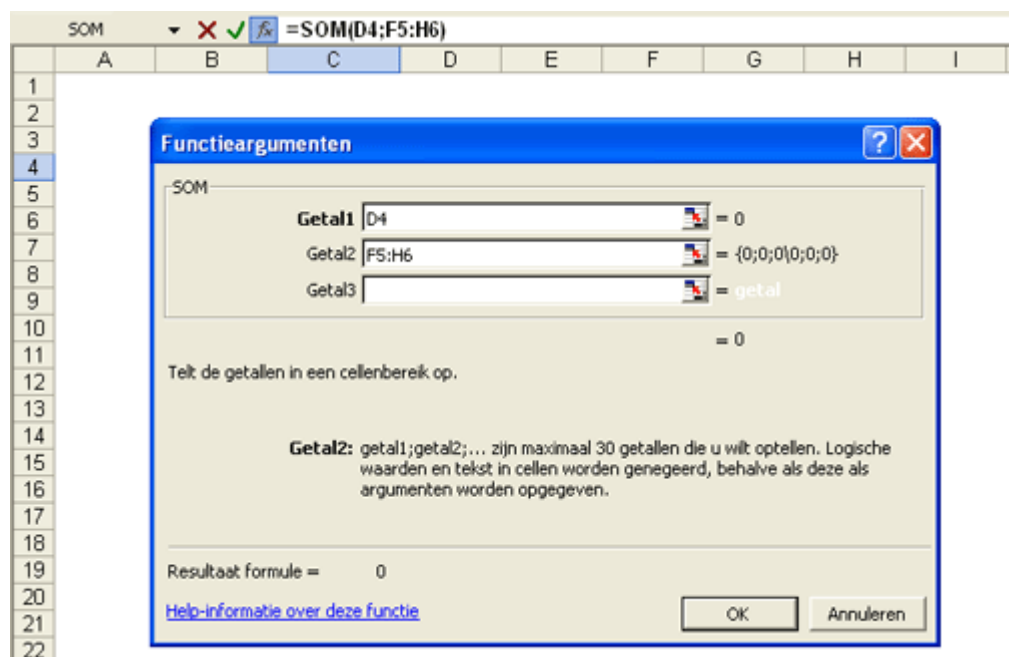 SOM =SOM(D4;F5:H6)
A B C D E F G H I
1
2
3
Functieargumenten
4
5
SOM
6
Getal1 D4 = 0
7
Getal2 F5:H6 = {0;0;0\0;0;0}
8
9
Getal3 = getal
10
= 0
11
12
Telt de getallen in een cellenbereik op.
13
14
Getal2: getal1;getal2;... zijn maximaal 30 getallen die u wilt optellen. Logische
15
waarden en tekst in cellen worden genegeerd, behalve als deze als
16
argumenten worden opgegeven.
17
18
19
Resultaat formule = 0
20
Help-informatie over deze functie
OK Annuleren
21
22